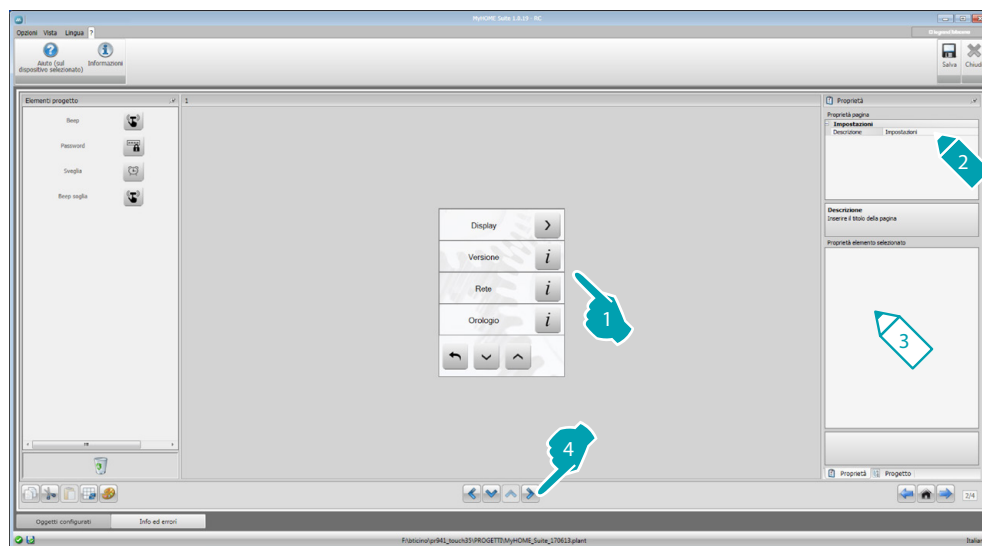 MyHOME Suite 1.0.19 - TiC
Opzioni Vista Lingua ?
Aiuto (sul
dispositivo selezionato)
Informazioni
Salva
Chiudi
Elementi progetto
Beep
Password
Sveglia
Beep soglia
1
Display
Versione
Rete
Orologio
1
4
Proprietà
Proprietà pagina
Impostazioni
Descrizione Impostazioni
2
Descrizione
Inserire il titolo della pagina
Proprietà elemento selezionato
3
Proprietà Progetto
2/4
Oggetti configurati Info ed errori
F:\bticino\pr941_touch35\PROGETTI\MyHOME_Suite_170613.plant